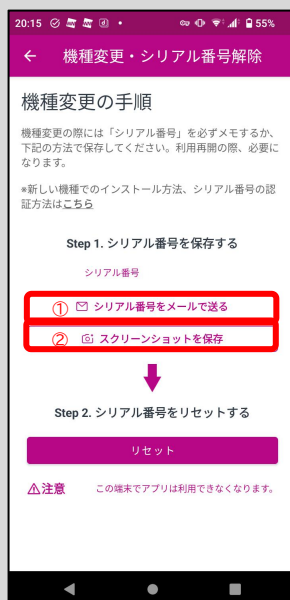 20:15 55%
機種変更・シリアル番号解除
機種変更の手順
機種変更の際には「シリアル番号」を必ずメモするか、
下記の方法で保存してください。利用再開の際、必要に
なります。
*新しい機種でのインストール方法、シリアル番号の認
証方法はこちら
Step 1. シリアル番号を保存する
シリアル番号
① シリアル番号をメールで送る
② スクリーンショットを保存
Step 2. シリアル番号をリセットする
リセット
注意 この端末でアプリは利用できなくなります。